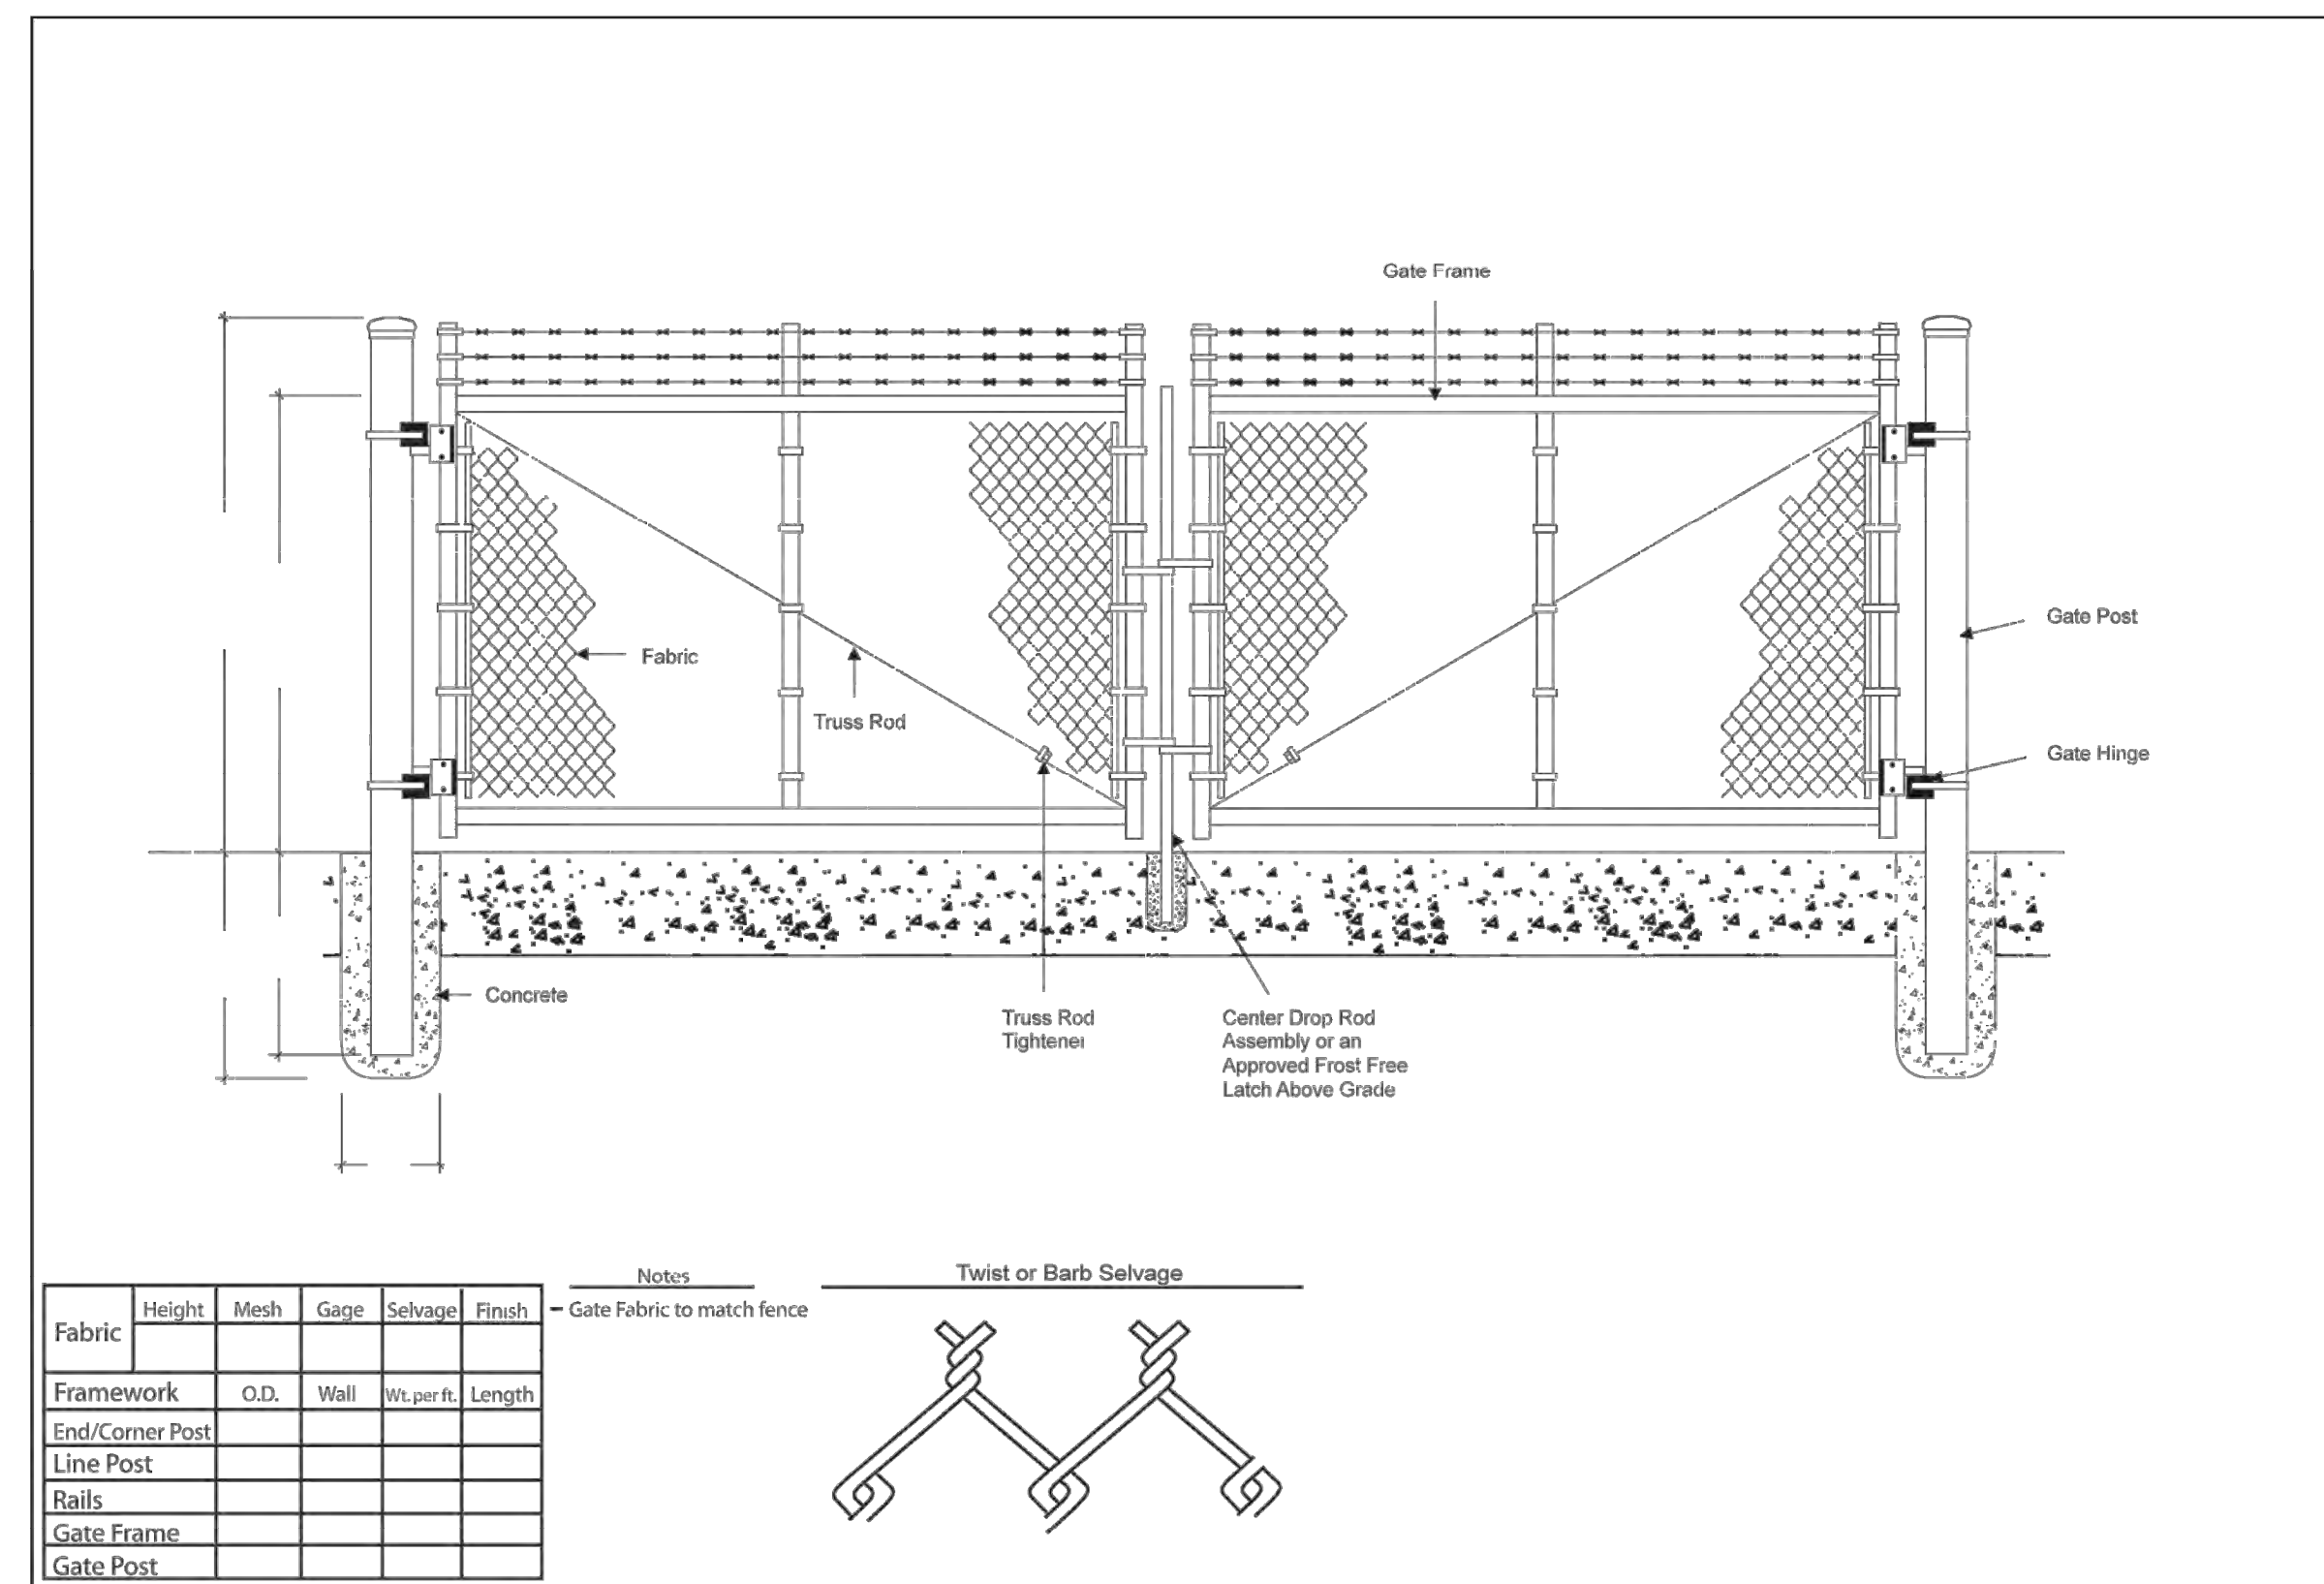 Gate Frame
Gate Post
Fabric
Truss Rod
Gate Hinge
Concrete
Truss Rod
Tightener
Center Drop Rod
Assembly or an
Approved Frost Free
Latch Above Grade
Notes
- Gate Fabric to match fence
Twist or Barb Selvage
Fabric Height Mesh Gage Selvage Finish
Framework O.D. Wall Wt. per ft. Length
End/Corner Post
Line Post
Rails
Gate Frame
Gate Post